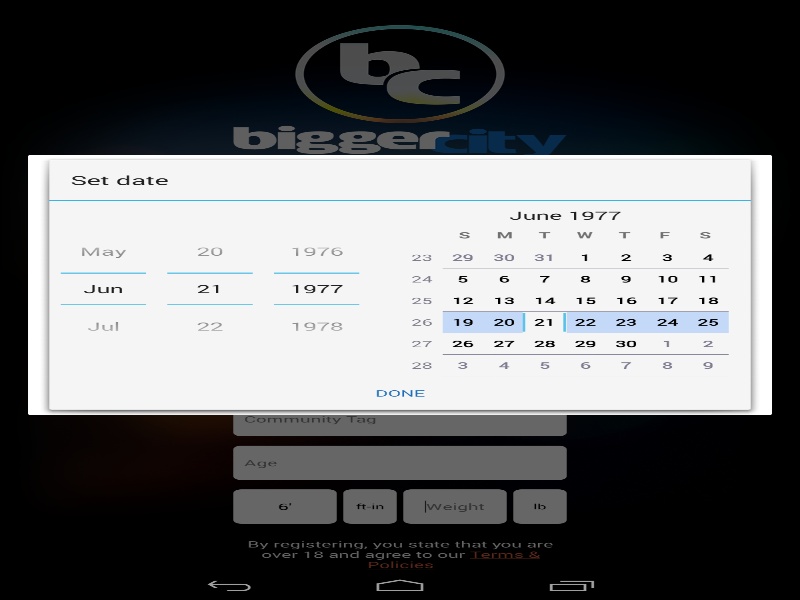 bc
biggercity
Set date
May 20 1976
Jun 21 1977
Jul 22 1978
June 1977
S M T W T F S
23 29 30 31 1 2 3 4
24 5 6 7 8 9 10 11
25 12 13 14 15 16 17 18
26 19 20 21 22 23 24 25
27 26 27 28 29 30 1 2
28 3 4 5 6 7 8 9
DONE
Community Tag
Age
6' ft-in Weight lb
By registering, you state that you are
over 18 and agree to our Terms &
Policies